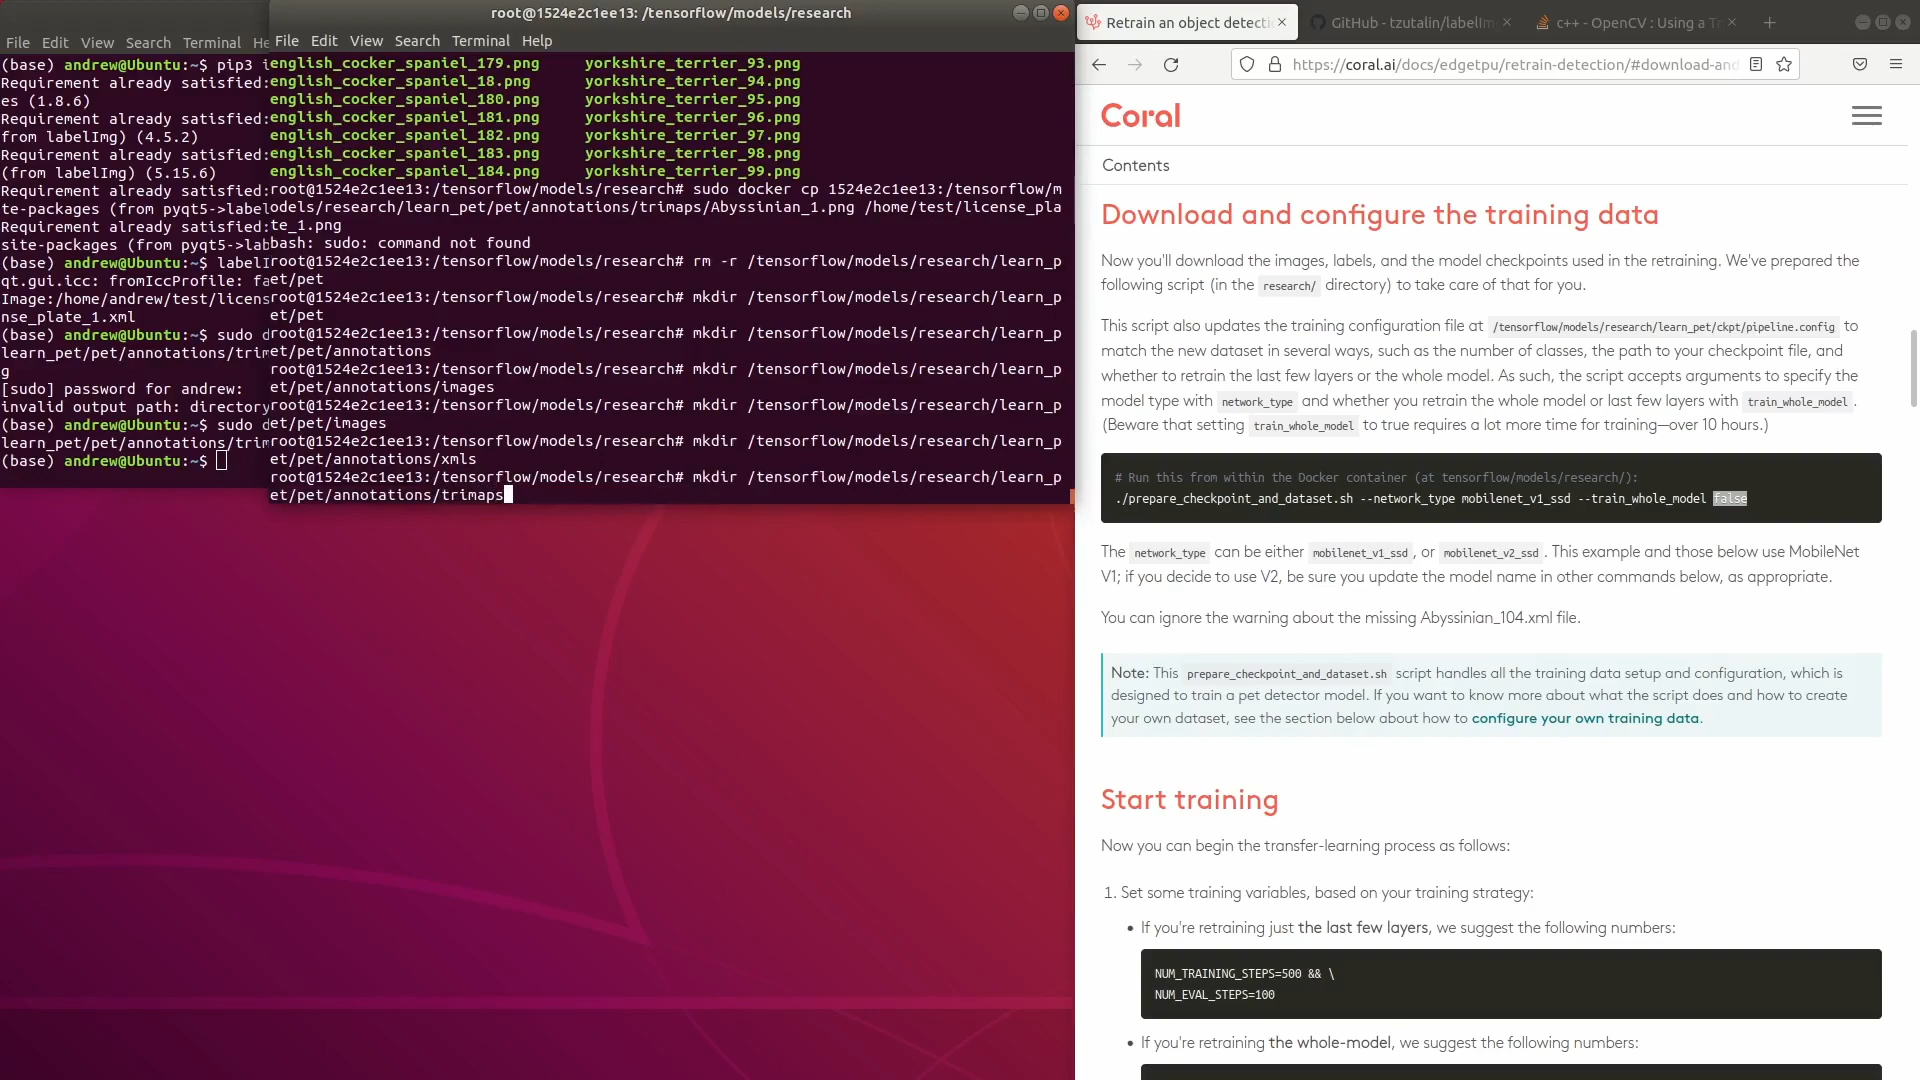 File Edit View Search Terminal He
(base) andrew@Ubuntu:~$ pip3 i
Requirement already satisfied:
es (1.8.6)
Requirement already satisfied:
from labelImg) (4.5.2)
Requirement already satisfied:
(from labelImg) (5.15.6)
Requirement already satisfied:
te-packages (from pyqt5->label
Requirement already satisfied:
site-packages (from pyqt5->lab
(base) andrew@Ubuntu:~$ labelI
qt.gui.icc: fromIccProfile: fa
Image:/home/andrew/test/licens
nse_plate_1.xml
(base) andrew@Ubuntu:~$ sudo d
learn_pet/pet/annotations/trim
g
[sudo] password for andrew:
invalid output path: directory
(base) andrew@Ubuntu:~$ sudo d
learn_pet/pet/annotations/trim
(base) andrew@Ubuntu:~$
root@1524e2c1ee13: /tensorflow/models/research
File Edit View Search Terminal Help
english_cocker_spaniel_179.png yorkshire_terrier_93.png
english_cocker_spaniel_18.png yorkshire_terrier_94.png
english_cocker_spaniel_180.png yorkshire_terrier_95.png
english_cocker_spaniel_181.png yorkshire_terrier_96.png
english_cocker_spaniel_182.png yorkshire_terrier_97.png
english_cocker_spaniel_183.png yorkshire_terrier_98.png
english_cocker_spaniel_184.png yorkshire_terrier_99.png
root@1524e2c1ee13:/tensorflow/models/research# sudo docker cp 1524e2c1ee13:/tensorflow/m
odels/research/learn_pet/pet/annotations/trimaps/Abyssinian_1.png /home/test/license_pla
te_1.png
bash: sudo: command not found
root@1524e2c1ee13:/tensorflow/models/research# rm -r /tensorflow/models/research/learn_p
et/pet
root@1524e2c1ee13:/tensorflow/models/research# mkdir /tensorflow/models/research/learn_p
et/pet
root@1524e2c1ee13:/tensorflow/models/research# mkdir /tensorflow/models/research/learn_p
et/pet/annotations
root@1524e2c1ee13:/tensorflow/models/research# mkdir /tensorflow/models/research/learn_p
et/pet/annotations/images
root@1524e2c1ee13:/tensorflow/models/research# mkdir /tensorflow/models/research/learn_p
et/pet/images
root@1524e2c1ee13:/tensorflow/models/research# mkdir /tensorflow/models/research/learn_p
et/pet/annotations/xmls
root@1524e2c1ee13:/tensorflow/models/research# mkdir /tensorflow/models/research/learn_p
et/pet/annotations/trimaps
Retrain an object detecti
GitHub - tzutalin/labelIm
c++ - OpenCV : Using a Tr
https://coral.ai/docs/edgetpu/retrain-detection/#download-and
Coral
Contents
Download and configure the training data
Now you'll download the images, labels, and the model checkpoints used in the retraining. We've prepared the
following script (in the research/ directory) to take care of that for you.
This script also updates the training configuration file at /tensorflow/models/research/learn_pet/ckpt/pipeline.config to
match the new dataset in several ways, such as the number of classes, the path to your checkpoint file, and
whether to retrain the last few layers or the whole model. As such, the script accepts arguments to specify the
model type with network_type and whether you retrain the whole model or last few layers with train_whole_model.
(Beware that setting train_whole_model to true requires a lot more time for training—over 10 hours.)
# Run this from within the Docker container (at tensorflow/models/research/):
./prepare_checkpoint_and_dataset.sh --network_type mobilenet_v1_ssd --train_whole_model false
The network_type can be either mobilenet_v1_ssd, or mobilenet_v2_ssd. This example and those below use MobileNet
V1; if you decide to use V2, be sure you update the model name in other commands below, as appropriate.
You can ignore the warning about the missing Abyssinian_104.xml file.
Note: This prepare_checkpoint_and_dataset.sh script handles all the training data setup and configuration, which is
designed to train a pet detector model. If you want to know more about what the script does and how to create
your own dataset, see the section below about how to configure your own training data.
Start training
Now you can begin the transfer-learning process as follows:
1. Set some training variables, based on your training strategy:
• If you're retraining just the last few layers, we suggest the following numbers:
NUM_TRAINING_STEPS=500 && \
NUM_EVAL_STEPS=100
• If you're retraining the whole-model, we suggest the following numbers: